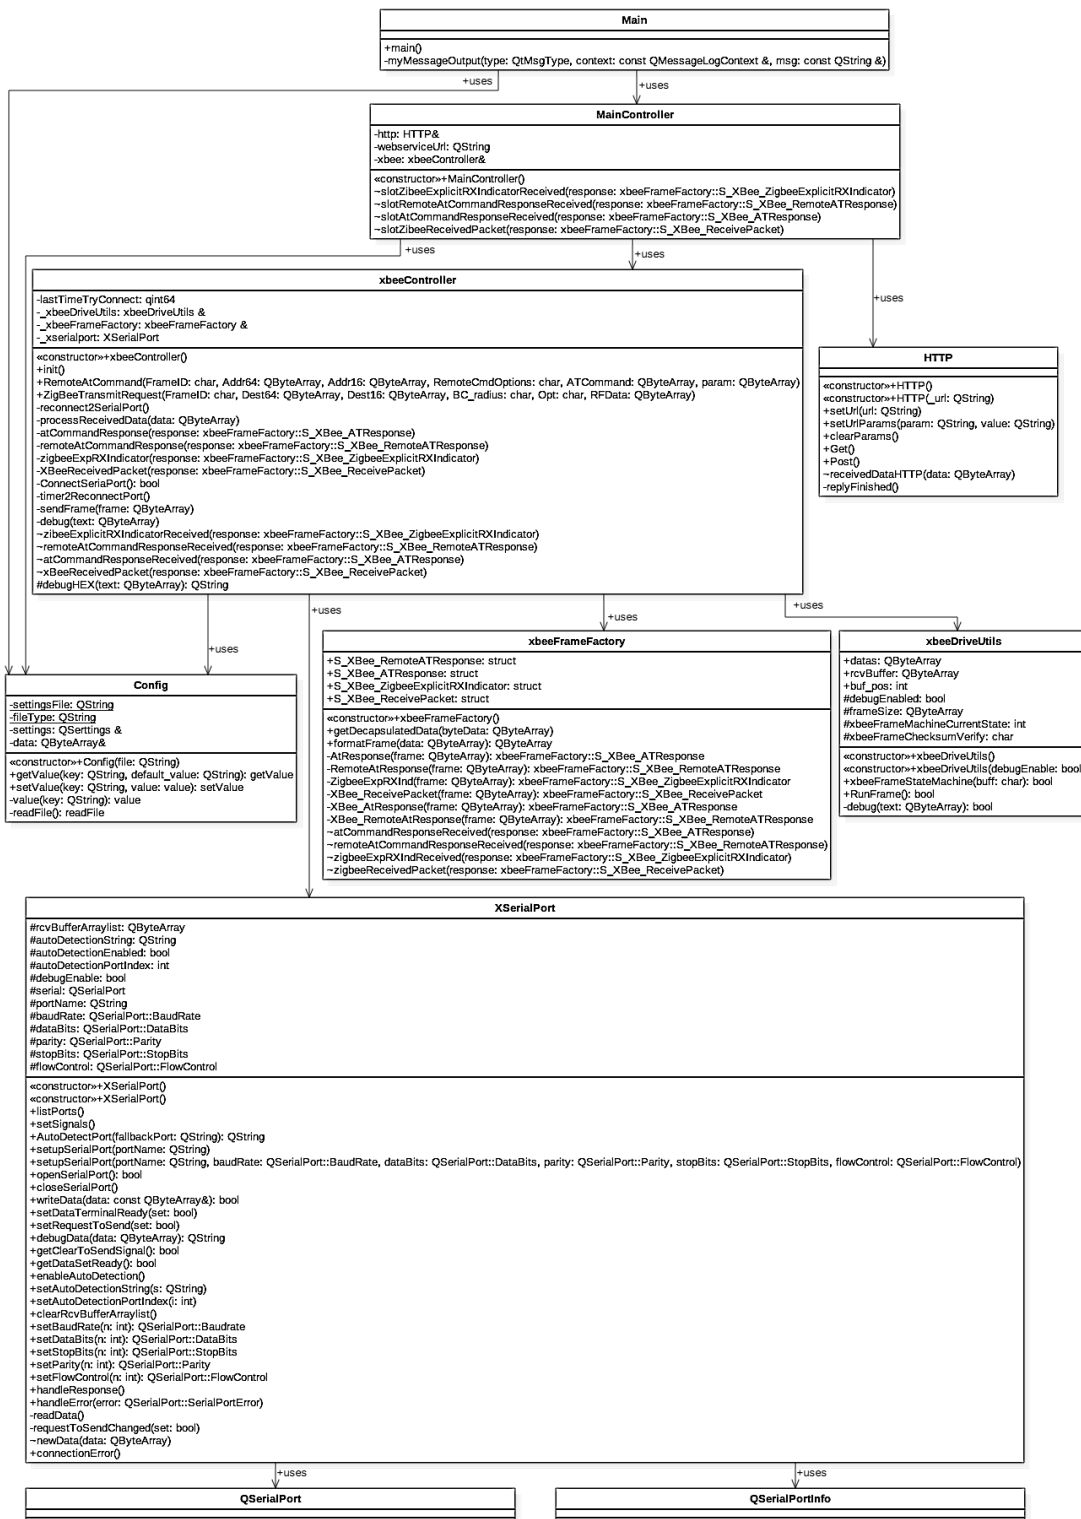 Main
+main()
-myMessageOutput(type: QtMsgType, context: const QMessageLogContext &, msg: const QString &)
+uses
+uses
MainController
-http: HTTP&
-webserviceUrl: QString
-xbee: xbeeController&
«constructor»+MainController()
~slotZibeeExplicitRXIndicatorReceived(response: xbeeFrameFactory::S_XBee_ZigbeeExplicitRXIndicator)
~slotRemoteAtCommandResponseReceived(response: xbeeFrameFactory::S_XBee_RemoteATResponse)
~slotAtCommandResponseReceived(response: xbeeFrameFactory::S_XBee_ATResponse)
~slotZibeeReceivedPacket(response: xbeeFrameFactory::S_XBee_ReceivePacket)
+uses
+uses
+uses
xbeeController
-lastTimeTryConnect: qint64
-_xbeeDriveUtils: xbeeDriveUtils &
-_xbeeFrameFactory: xbeeFrameFactory &
-_xserialport: XSerialPort
«constructor»+xbeeController()
+init()
+RemoteAtCommand(FrameID: char, Addr64: QByteArray, Addr16: QByteArray, RemoteCmdOptions: char, ATCommand: QByteArray, param: QByteArray)
+ZigBeeTransmitRequest(FrameID: char, Dest64: QByteArray, Dest16: QByteArray, BC_radius: char, Opt: char, RFData: QByteArray)
-reconnect2SerialPort()
-processReceivedData(data: QByteArray)
-atCommandResponse(response: xbeeFrameFactory::S_XBee_ATResponse)
-remoteAtCommandResponse(response: xbeeFrameFactory::S_XBee_RemoteATResponse)
-zigbeeExpRXIndicator(response: xbeeFrameFactory::S_XBee_ZigbeeExplicitRXIndicator)
-XBeeReceivedPacket(response: xbeeFrameFactory::S_XBee_ReceivePacket)
-ConnectSeriaPort(): bool
-timer2ReconnectPort()
-sendFrame(frame: QByteArray)
-debug(text: QByteArray)
~zibeeExplicitRXIndicatorReceived(response: xbeeFrameFactory::S_XBee_ZigbeeExplicitRXIndicator)
~remoteAtCommandResponseReceived(response: xbeeFrameFactory::S_XBee_RemoteATResponse)
~atCommandResponseReceived(response: xbeeFrameFactory::S_XBee_ATResponse)
~xBeeReceivedPacket(response: xbeeFrameFactory::S_XBee_ReceivePacket)
#debugHEX(text: QByteArray): QString
HTTP
«constructor»+HTTP()
«constructor»+HTTP(_url: QString)
+setUrl(url: QString)
+setUrlParams(param: QString, value: QString)
+clearParams()
+Get()
+Post()
~receivedDataHTTP(data: QByteArray)
-replyFinished()
+uses
+uses
+uses
+uses
Config
-settingsFile: QString
-fileType: QString
-settings: QSerttings &
-data: QByteArray&
«constructor»+Config(file: QString)
+getValue(key: QString, default_value: QString): getValue
+setValue(key: QString, value: value): setValue
-value(key: QString): value
-readFile(): readFile
xbeeFrameFactory
+S_XBee_RemoteATResponse: struct
+S_XBee_ATResponse: struct
+S_XBee_ZigbeeExplicitRXIndicator: struct
+S_XBee_ReceivePacket: struct
«constructor»+xbeeFrameFactory()
+getDecapsulatedData(byteData: QByteArray)
+formatFrame(data: QByteArray): QByteArray
-AtResponse(frame: QByteArray): xbeeFrameFactory::S_XBee_ATResponse
-RemoteAtResponse(frame: QByteArray): xbeeFrameFactory::S_XBee_RemoteATResponse
-ZigbeeExpRXInd(frame: QByteArray): xbeeFrameFactory::S_XBee_ZigbeeExplicitRXIndicator
-XBee_ReceivePacket(frame: QByteArray): xbeeFrameFactory::S_XBee_ReceivePacket
-XBee_AtResponse(frame: QByteArray): xbeeFrameFactory::S_XBee_ATResponse
-XBee_RemoteAtResponse(frame: QByteArray): xbeeFrameFactory::S_XBee_RemoteATResponse
~atCommandResponseReceived(response: xbeeFrameFactory::S_XBee_ATResponse)
~remoteAtCommandResponseReceived(response: xbeeFrameFactory::S_XBee_RemoteATResponse)
~zigbeeExpRXIndReceived(response: xbeeFrameFactory::S_XBee_ZigbeeExplicitRXIndicator)
~zigbeeReceivedPacket(response: xbeeFrameFactory::S_XBee_ReceivePacket)
xbeeDriveUtils
+datas: QByteArray
+rcvBuffer: QByteArray
+buf_pos: int
#debugEnabled: bool
#frameSize: QByteArray
#xbeeFrameMachineCurrentState: int
#xbeeFrameChecksumVerify: char
«constructor»+xbeeDriveUtils()
«constructor»+xbeeDriveUtils(debugEnable: bool
+xbeeFrameStateMachine(buff: char): bool
+RunFrame(): bool
-debug(text: QByteArray): bool
XSerialPort
#rcvBufferArraylist: QByteArray
#autoDetectionString: QString
#autoDetectionEnabled: bool
#autoDetectionPortIndex: int
#debugEnable: bool
#serial: QSerialPort
#portName: QString
#baudRate: QSerialPort::BaudRate
#dataBits: QSerialPort::DataBits
#parity: QSerialPort::Parity
#stopBits: QSerialPort::StopBits
#flowControl: QSerialPort::FlowControl
«constructor»+XSerialPort()
«constructor»+XSerialPort()
+listPorts()
+setSignals()
+AutoDetectPort(fallbackPort: QString): QString
+setupSerialPort(portName: QString)
+setupSerialPort(portName: QString, baudRate: QSerialPort::BaudRate, dataBits: QSerialPort::DataBits, parity: QSerialPort::Parity, stopBits: QSerialPort::StopBits, flowControl: QSerialPort::FlowControl)
+openSerialPort(): bool
+closeSerialPort()
+writeData(data: const QByteArray&): bool
+setDataTerminalReady(set: bool)
+setRequestToSend(set: bool)
+debugData(data: QByteArray): QString
+getClearToSendSignal(): bool
+getDataSetReady(): bool
+enableAutoDetection()
+setAutoDetectionString(s: QString)
+setAutoDetectionPortIndex(i: int)
+clearRcvBufferArraylist()
+setBaudRate(n: int): QSerialPort::Baudrate
+setDataBits(n: int): QSerialPort::DataBits
+setStopBits(n: int): QSerialPort::StopBits
+setParity(n: int): QSerialPort::Parity
+setFlowControl(n: int): QSerialPort::FlowControl
+handleResponse()
+handleError(error: QSerialPort::SerialPortError)
-readData()
-requestToSendChanged(set: bool)
~newData(data: QByteArray)
+connectionError()
+uses
+uses
QSerialPort
QSerialPortInfo